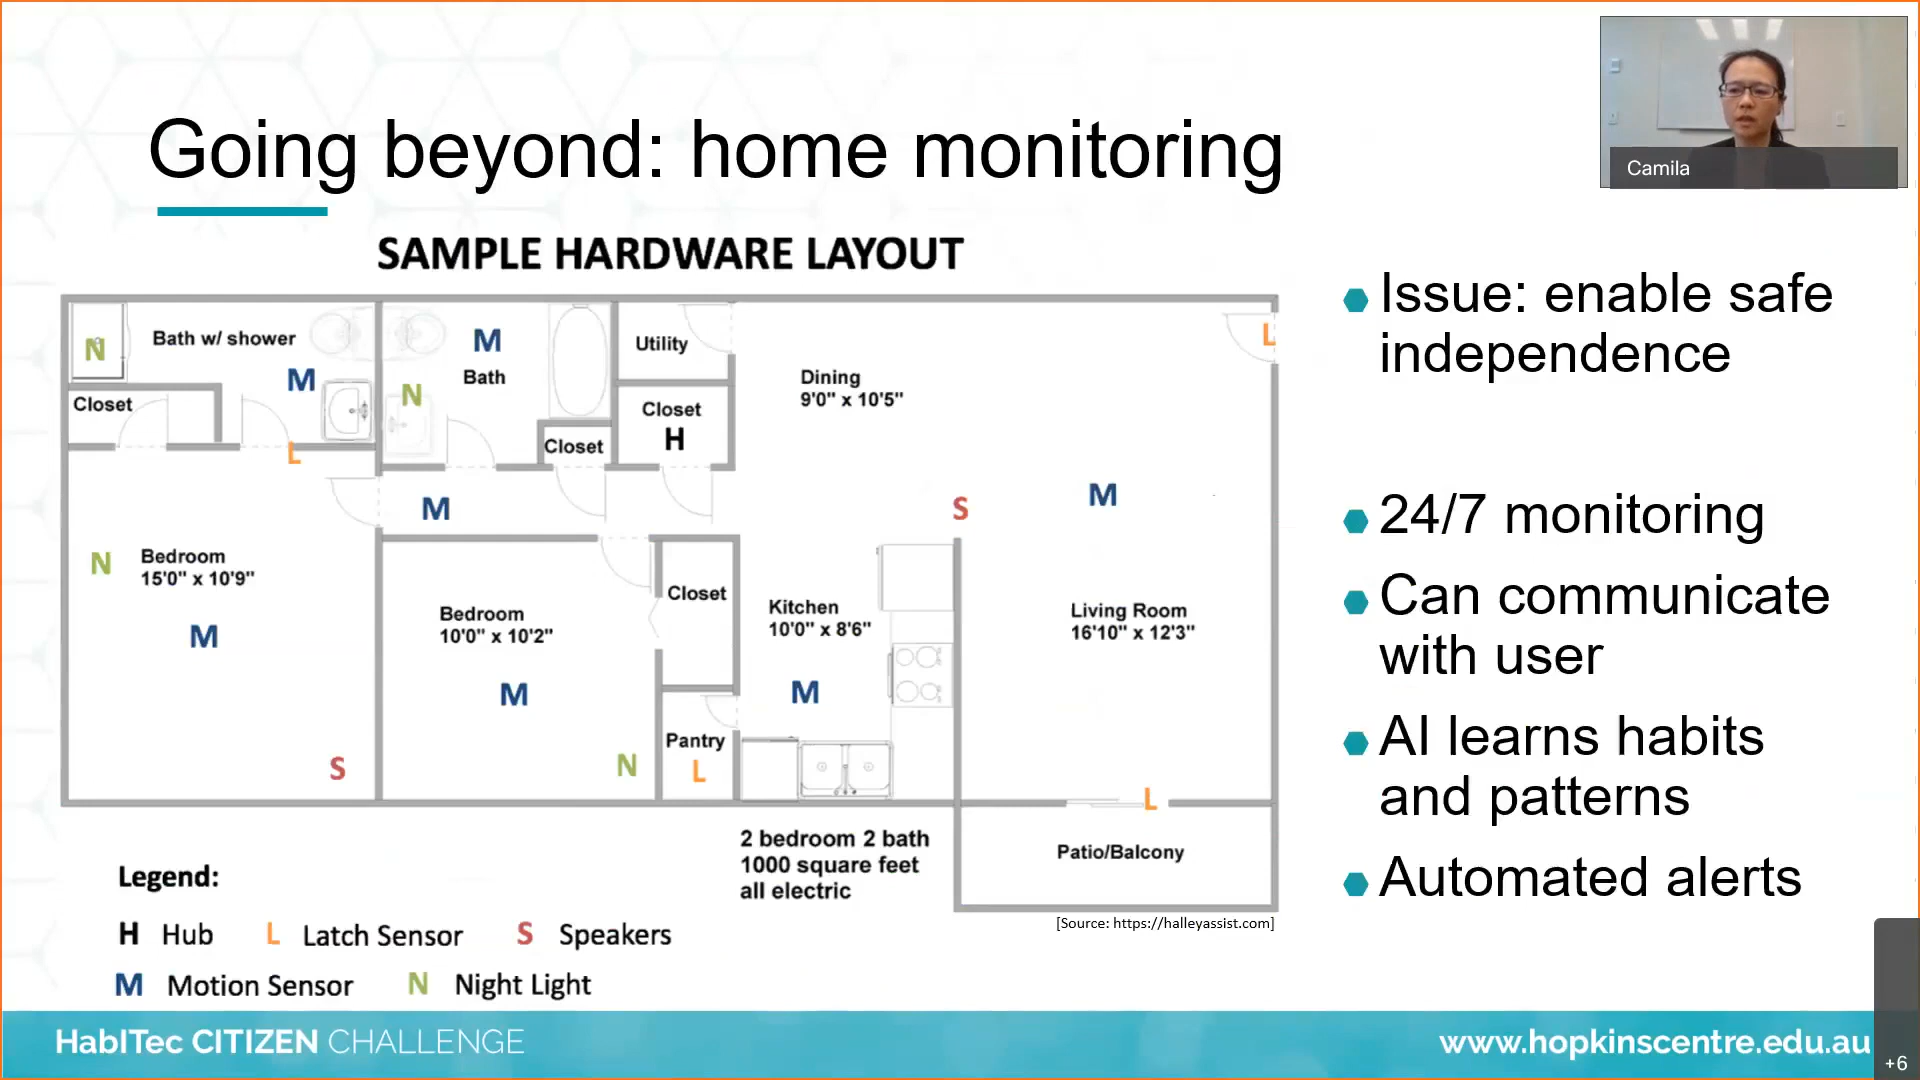 Going beyond: home monitoring
Camila
SAMPLE HARDWARE LAYOUT
N
Bath w/ shower
M
Closet
L
M
Bath
N
Closet
Utility
Closet
H
Dining
9'0" x 10'5"
L
M
S
M
N
Bedroom
15'0" x 10'9"
M
S
Bedroom
10'0" x 10'2"
M
N
Closet
Pantry
L
Kitchen
10'0" x 8'6"
M
Living Room
16'10" x 12'3"
L
Patio/Balcony
2 bedroom 2 bath
1000 square feet
all electric
[Source: https://halleyassist.com]
Legend:
H Hub
L Latch Sensor
S Speakers
M Motion Sensor
N Night Light
Issue: enable safe
independence
24/7 monitoring
Can communicate
with user
AI learns habits
and patterns
Automated alerts
HabITec CITIZEN CHALLENGE
www.hopkinscentre.edu.au
+6